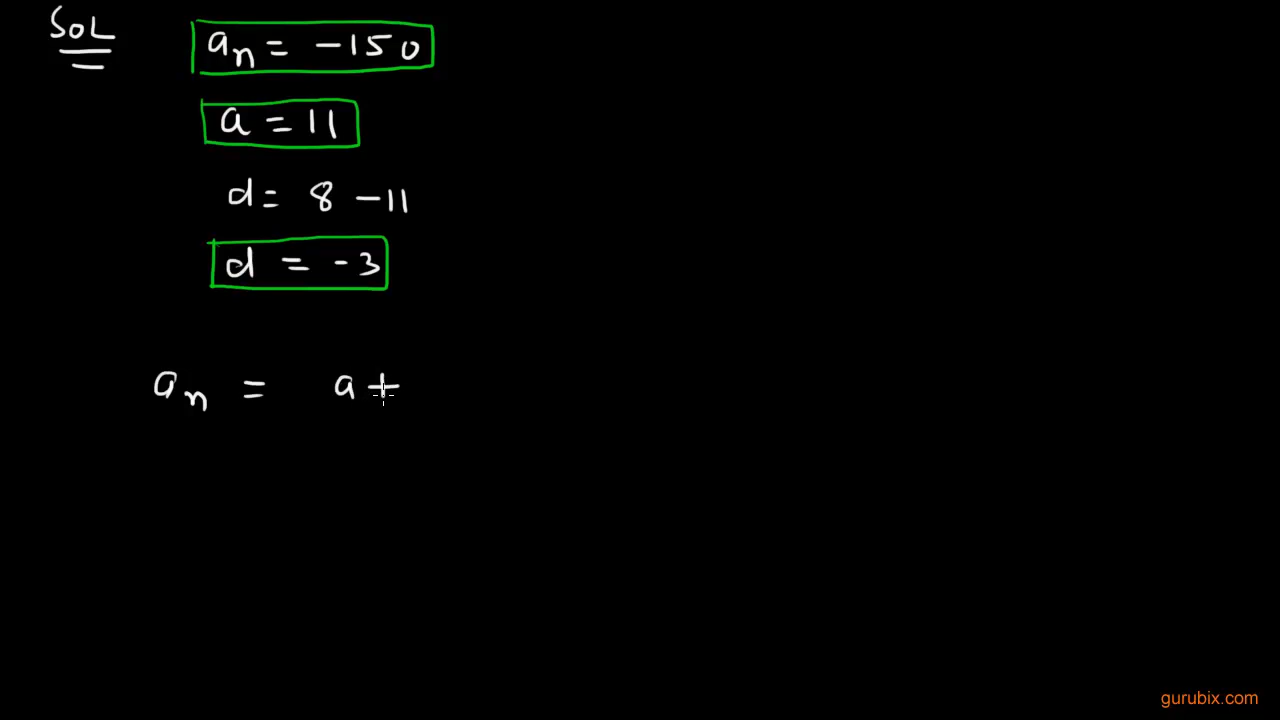 SOL
aₙ = -150
a = 11
d = 8 - 11
d = -3
aₙ = a +
gurubix.com